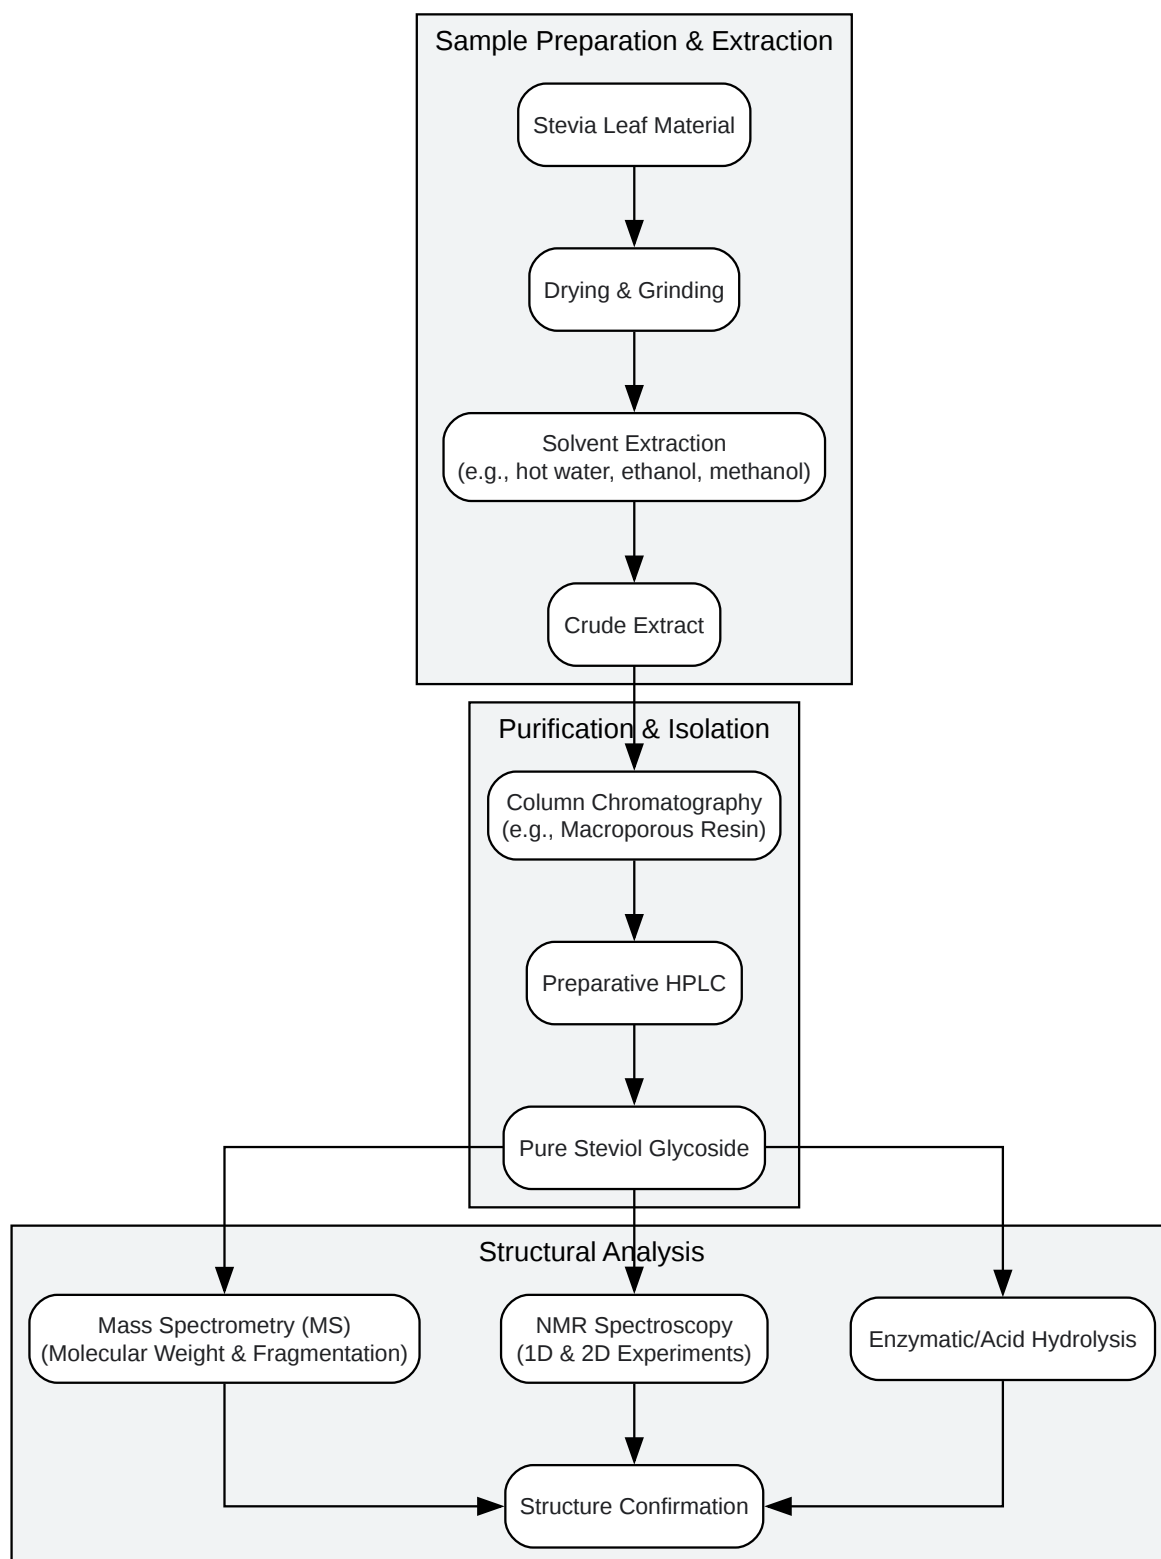 Sample Preparation & Extraction
Stevia Leaf Material
Drying & Grinding
Solvent Extraction
(e.g., hot water, ethanol, methanol)
Crude Extract
Purification & Isolation
Column Chromatography
(e.g., Macroporous Resin)
Preparative HPLC
Pure Steviol Glycoside
Structural Analysis
Mass Spectrometry (MS)
(Molecular Weight & Fragmentation)
NMR Spectroscopy
(1D & 2D Experiments)
Enzymatic/Acid Hydrolysis
Structure Confirmation